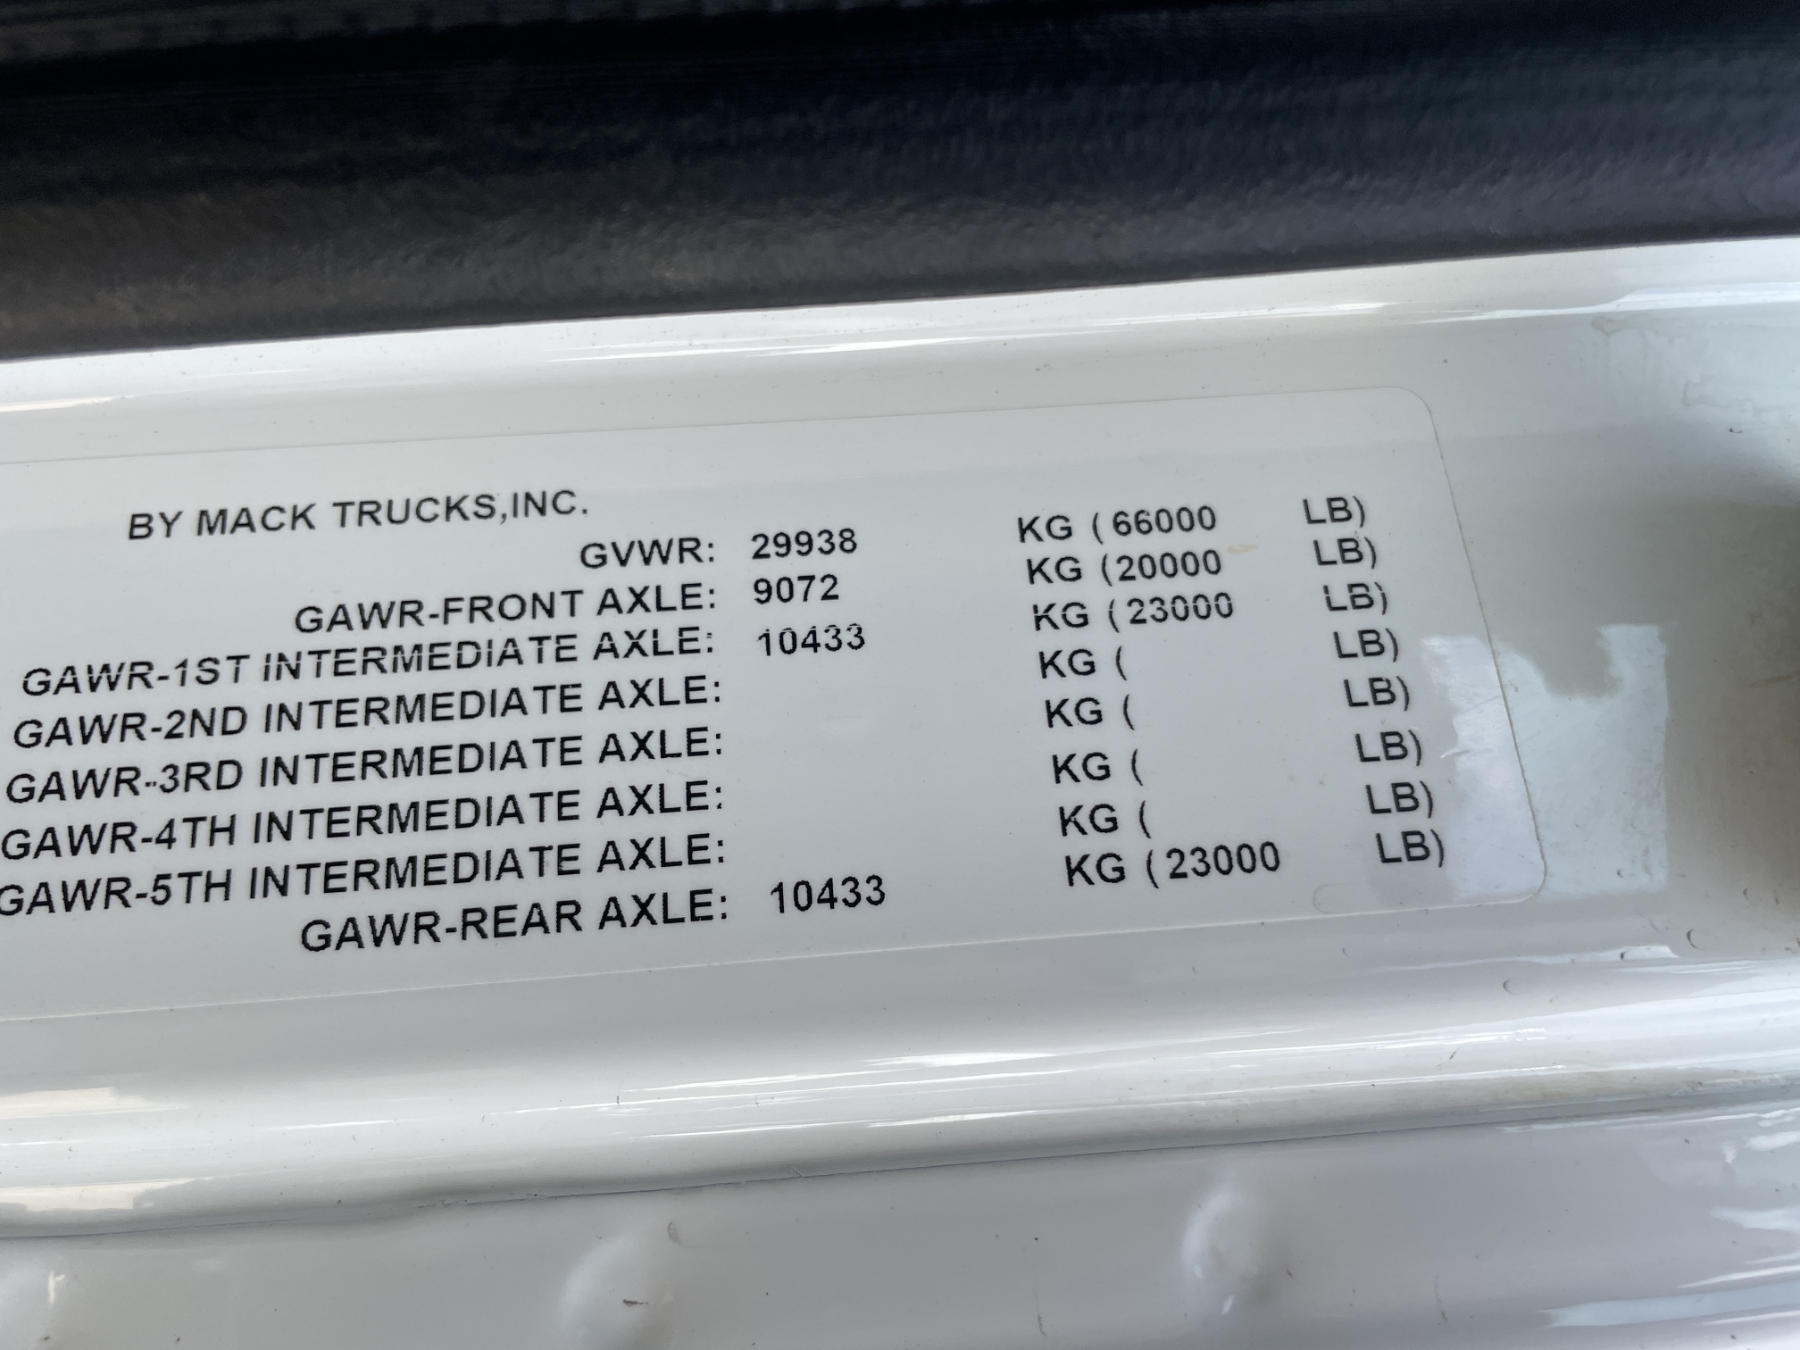 BY MACK TRUCKS,INC.
GVWR: 29938 KG (66000 LB)
GAWR-FRONT AXLE: 9072 KG (20000 LB)
GAWR-1ST INTERMEDIATE AXLE: 10433 KG (23000 LB)
GAWR-2ND INTERMEDIATE AXLE: KG ( LB)
GAWR-3RD INTERMEDIATE AXLE: KG ( LB)
GAWR-4TH INTERMEDIATE AXLE: KG ( LB)
GAWR-5TH INTERMEDIATE AXLE: KG ( LB)
GAWR-REAR AXLE: 10433 KG (23000 LB)